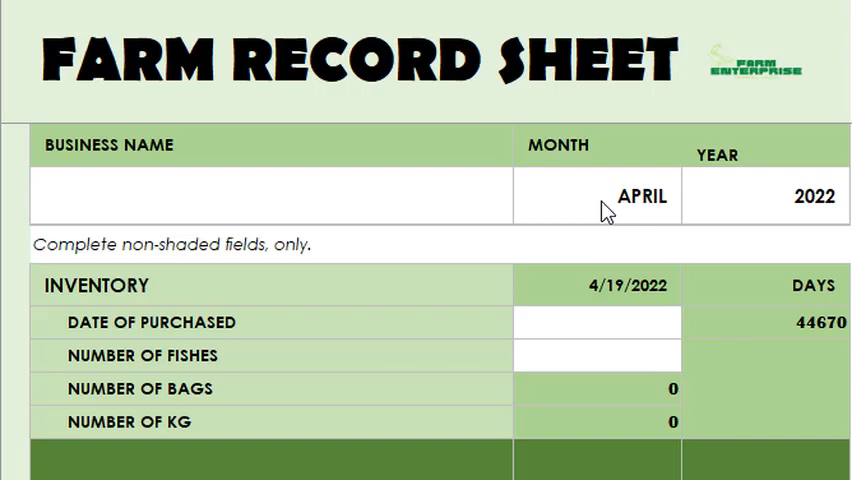 FARM RECORD SHEET
FARM
ENTERPRISE
BUSINESS NAME MONTH YEAR
APRIL 2022
Complete non-shaded fields, only.
INVENTORY 4/19/2022 DAYS
DATE OF PURCHASED 44670
NUMBER OF FISHES
NUMBER OF BAGS 0
NUMBER OF KG 0